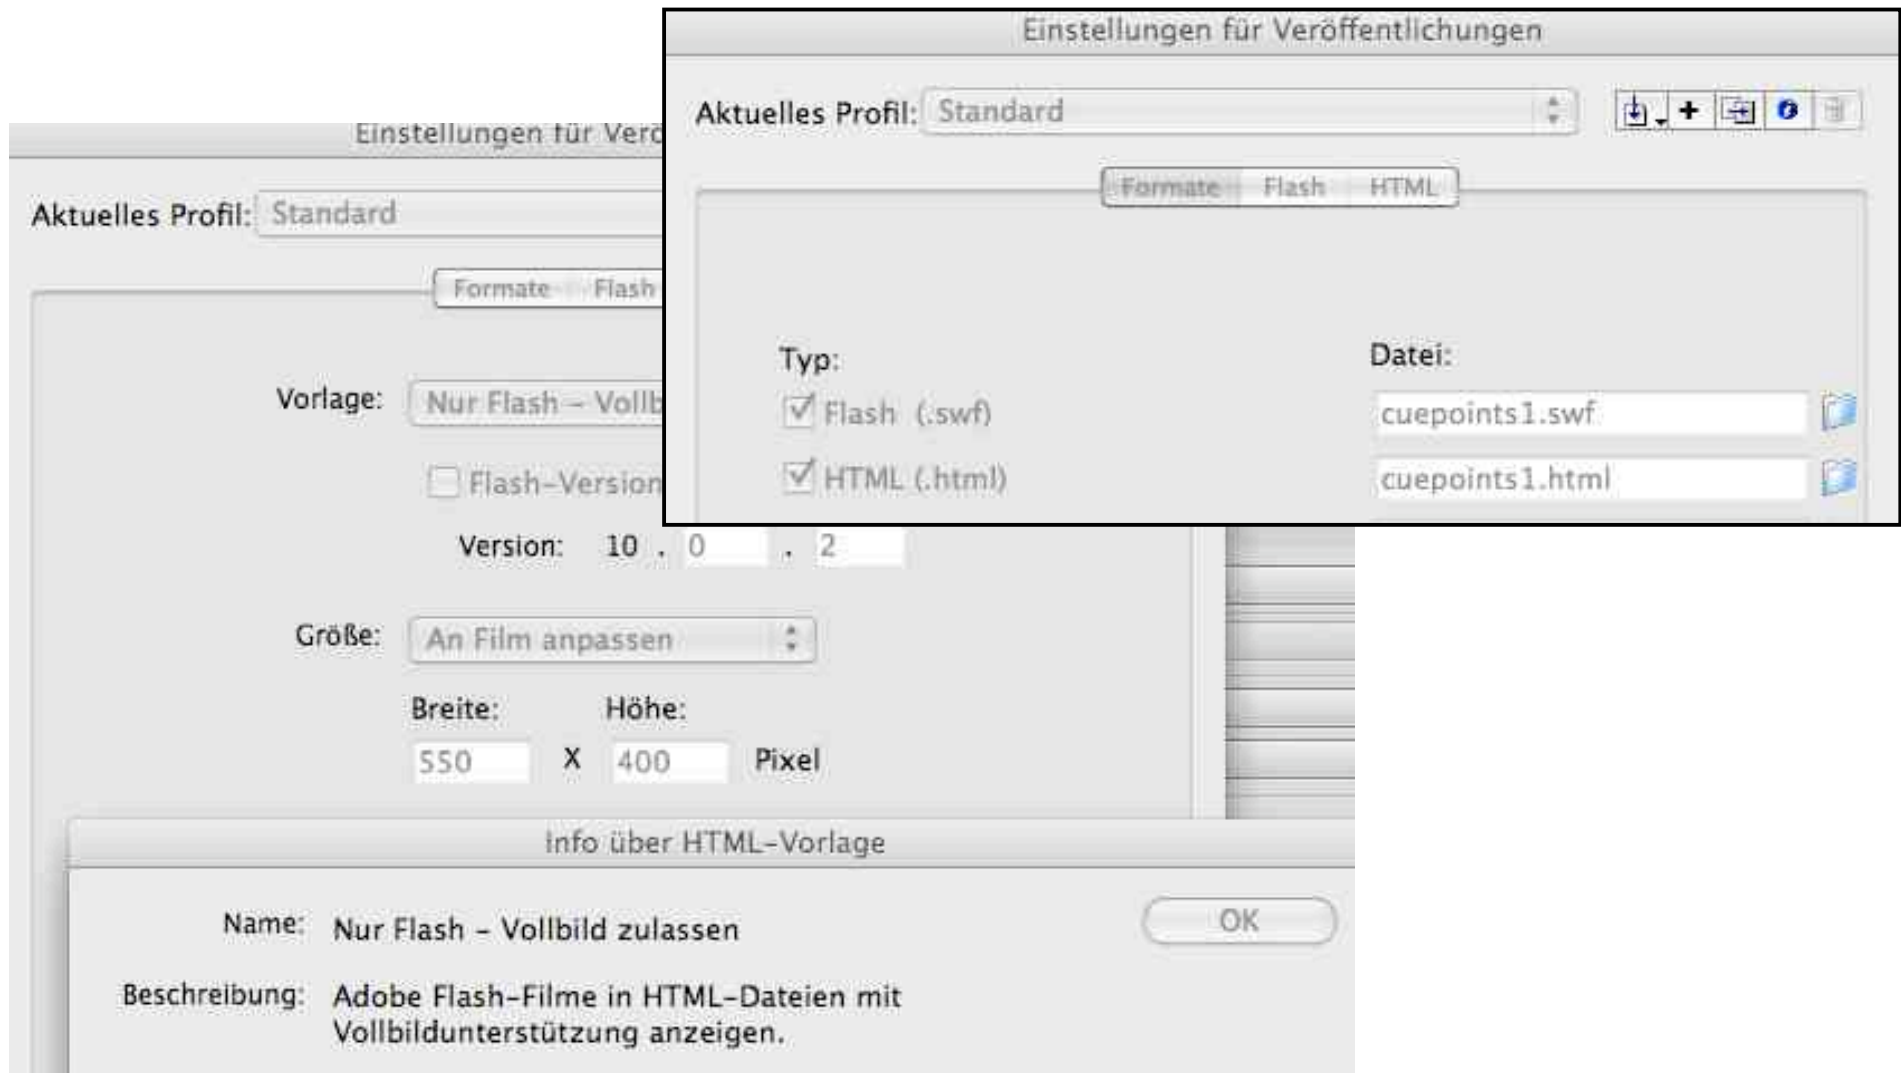 Einstellungen für Veröffentlichungen
Aktuelles Profil: Standard
Formate Flash HTML
Typ: Datei:
Flash (.swf) cuepoints1.swf
HTML (.html) cuepoints1.html
Einstellungen für Verö
Aktuelles Profil: Standard
Formate Flash
Vorlage: Nur Flash – Vollb
Flash-Version
Version: 10 . 0 . 2
Größe: An Film anpassen
Breite: Höhe:
550 X 400 Pixel
Info über HTML-Vorlage
Name: Nur Flash – Vollbild zulassen
OK
Beschreibung: Adobe Flash-Filme in HTML-Dateien mit
Vollbildunterstützung anzeigen.